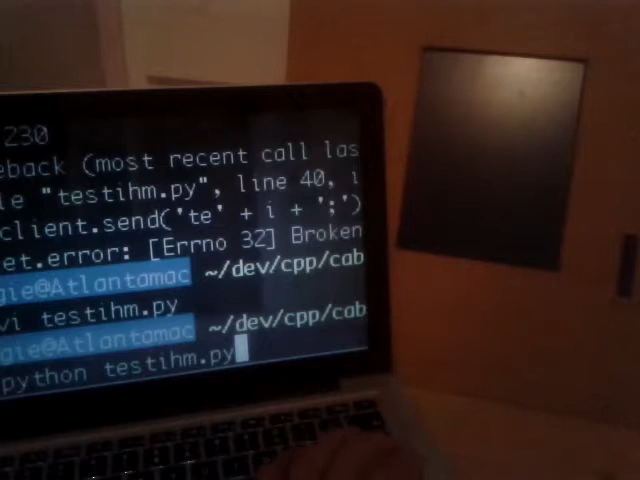 230
eback (most recent call las
le "testihm.py", line 40, i
client.send('te' + i + ';')
et.error: [Errno 32] Broken
gie@Atlantamac ~/dev/cpp/cab
vi testihm.py
gie@Atlantamac ~/dev/cpp/cab
python testihm.py